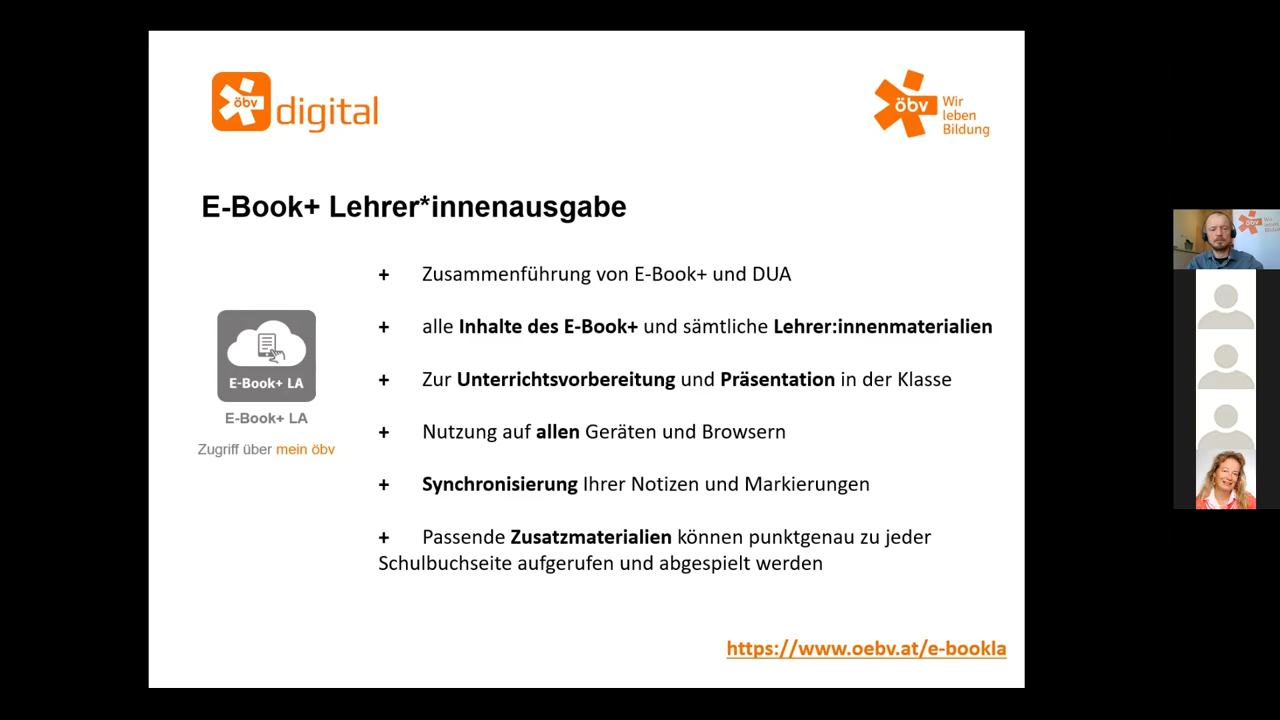 öbv digital
öbv Wir leben Bildung
E-Book+ Lehrer*innenausgabe
+ Zusammenführung von E-Book+ und DUA
+ alle Inhalte des E-Book+ und sämtliche Lehrer:innenmaterialien
+ Zur Unterrichtsvorbereitung und Präsentation in der Klasse
E-Book+ LA
E-Book+ LA
Zugriff über mein öbv
+ Nutzung auf allen Geräten und Browsern
+ Synchronisierung Ihrer Notizen und Markierungen
+ Passende Zusatzmaterialien können punktgenau zu jeder
Schulbuchseite aufgerufen und abgespielt werden
https://www.oebv.at/e-bookla
öbv